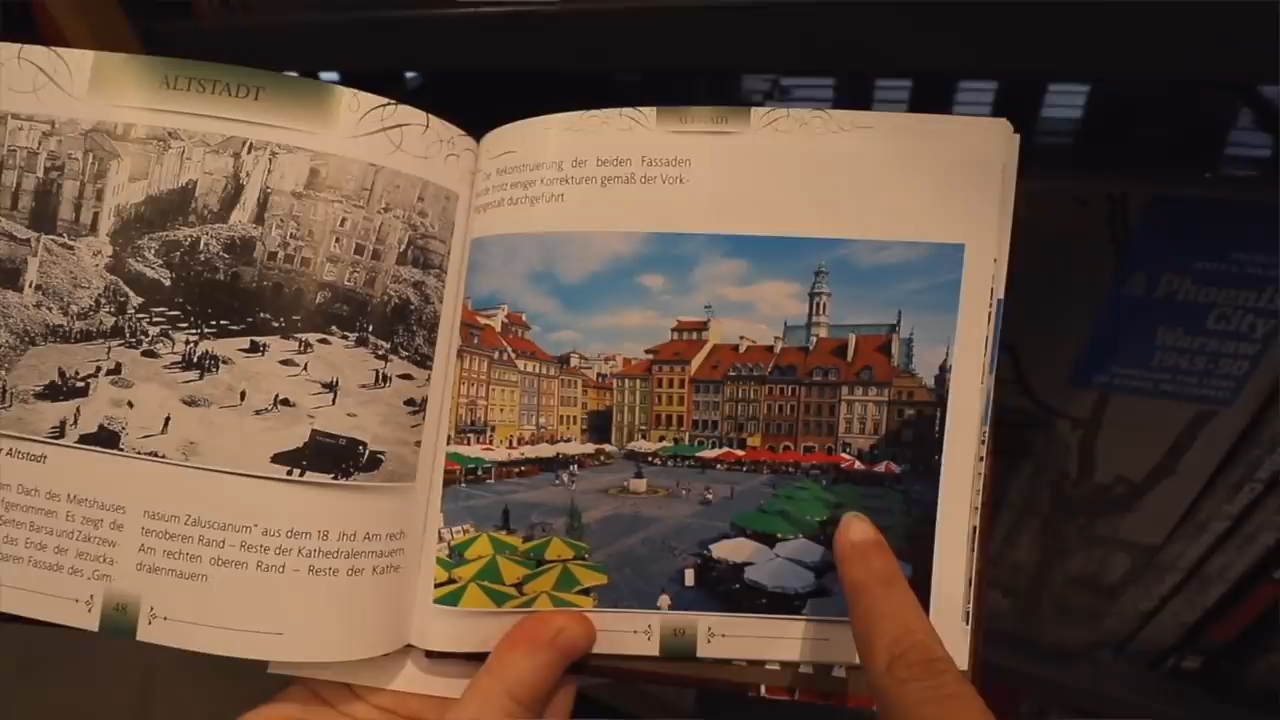 ALTSTADT
r Altstadt
am Dach des Mietshauses
fgenommen. Es zeigt die
Seiten Barsa und Zakrzew-
das Ende der Jezuicka-
baren Fassade des „Gim-
nasium Zaluscianum" aus dem 18. Jhd. Am rech-
tenoberen Rand – Reste der Kathedralenmauern
Am rechten oberen Rand – Reste der Kathe-
dralenmauern.
48
ALTSTADT
Die Rekonstruierung der beiden Fassaden
trotz einiger Korrekturen gemäß der Vork-
durchgeführt
49
A Phoenix
City
Warsaw
1945-50